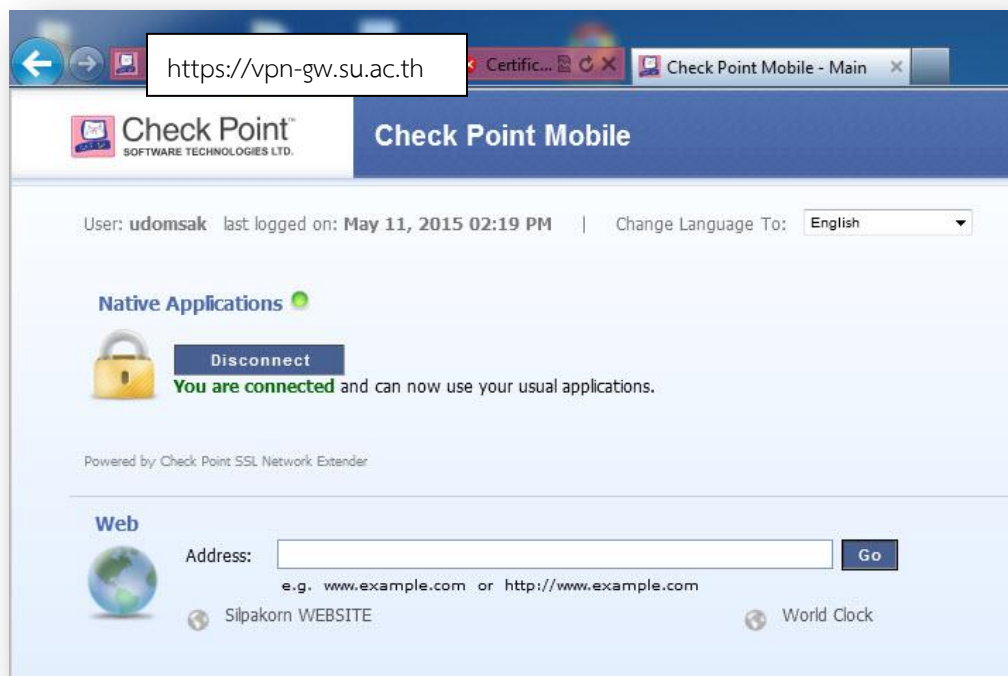 https://vpn-gw.su.ac.th
Certific...
Check Point Mobile - Main
Check Point™
SOFTWARE TECHNOLOGIES LTD.
Check Point Mobile
User: udomsak last logged on: May 11, 2015 02:19 PM | Change Language To: English
Native Applications
Disconnect
You are connected and can now use your usual applications.
Powered by Check Point SSL Network Extender
Web
Address: Go
e.g. www.example.com or http://www.example.com
Silpakorn WEBSITE World Clock